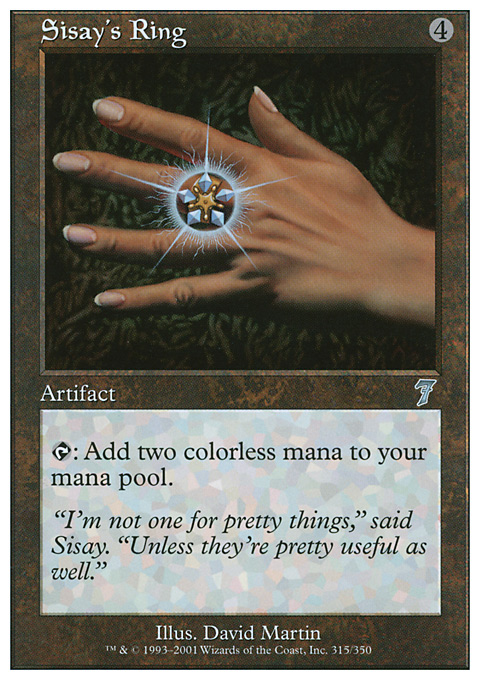 Sisay's Ring 4
Artifact
: Add two colorless mana to your
mana pool.
"I'm not one for pretty things," said
Sisay. "Unless they're pretty useful as
well."
Illus. David Martin
™ & © 1993–2001 Wizards of the Coast, Inc. 315/350